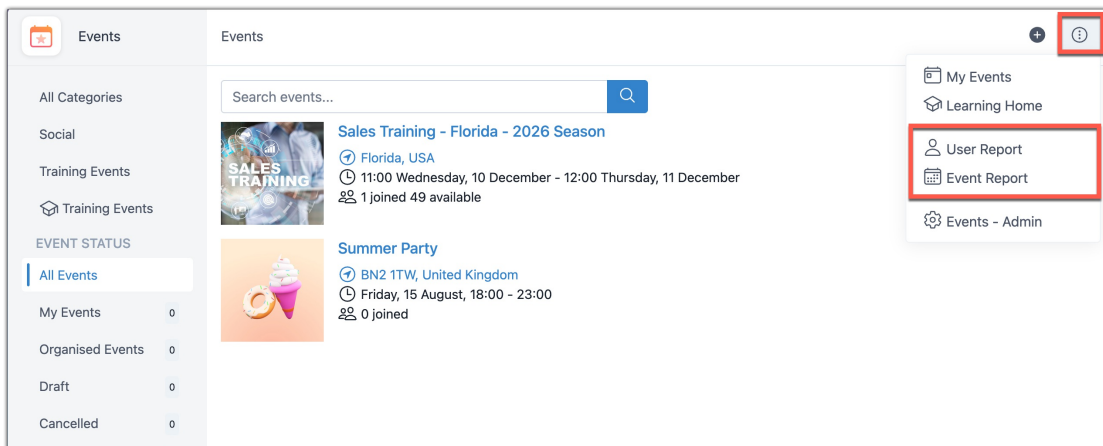 Events
Events
All Categories
Social
Training Events
Training Events
EVENT STATUS
All Events
My Events 0
Organised Events 0
Draft 0
Cancelled 0
Search events...
SALES
TRAINING
Sales Training - Florida - 2026 Season
Florida, USA
11:00 Wednesday, 10 December - 12:00 Thursday, 11 December
1 joined 49 available
Summer Party
BN2 1TW, United Kingdom
Friday, 15 August, 18:00 - 23:00
0 joined
My Events
Learning Home
User Report
Event Report
Events - Admin